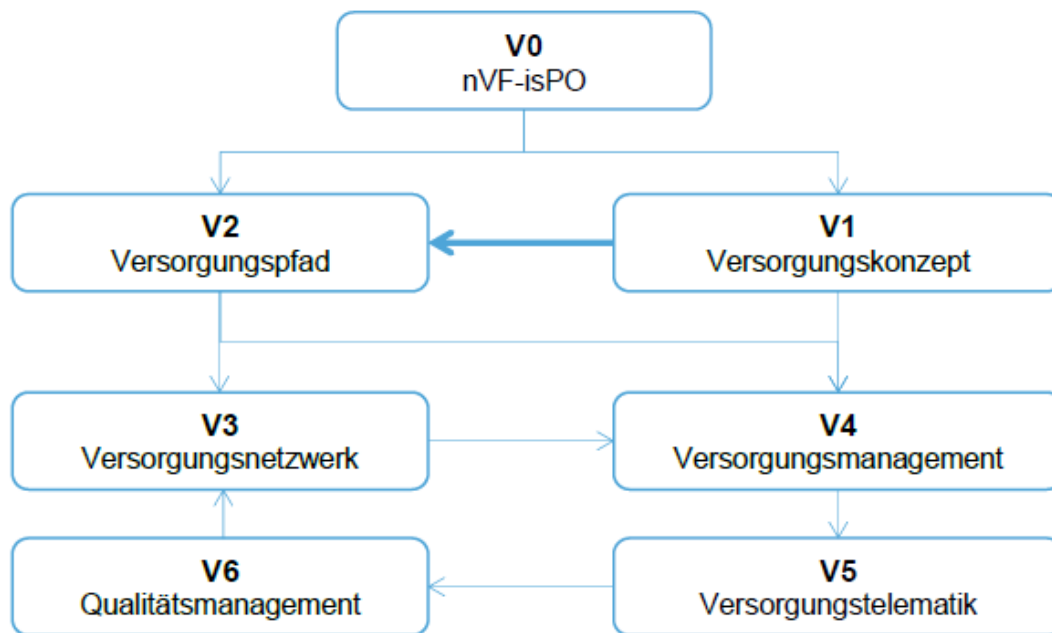 V0
nVF-isPO
V2
Versorgungspfad
V1
Versorgungskonzept
V3
Versorgungsnetzwerk
V4
Versorgungsmanagement
V6
Qualitätsmanagement
V5
Versorgungstelematik